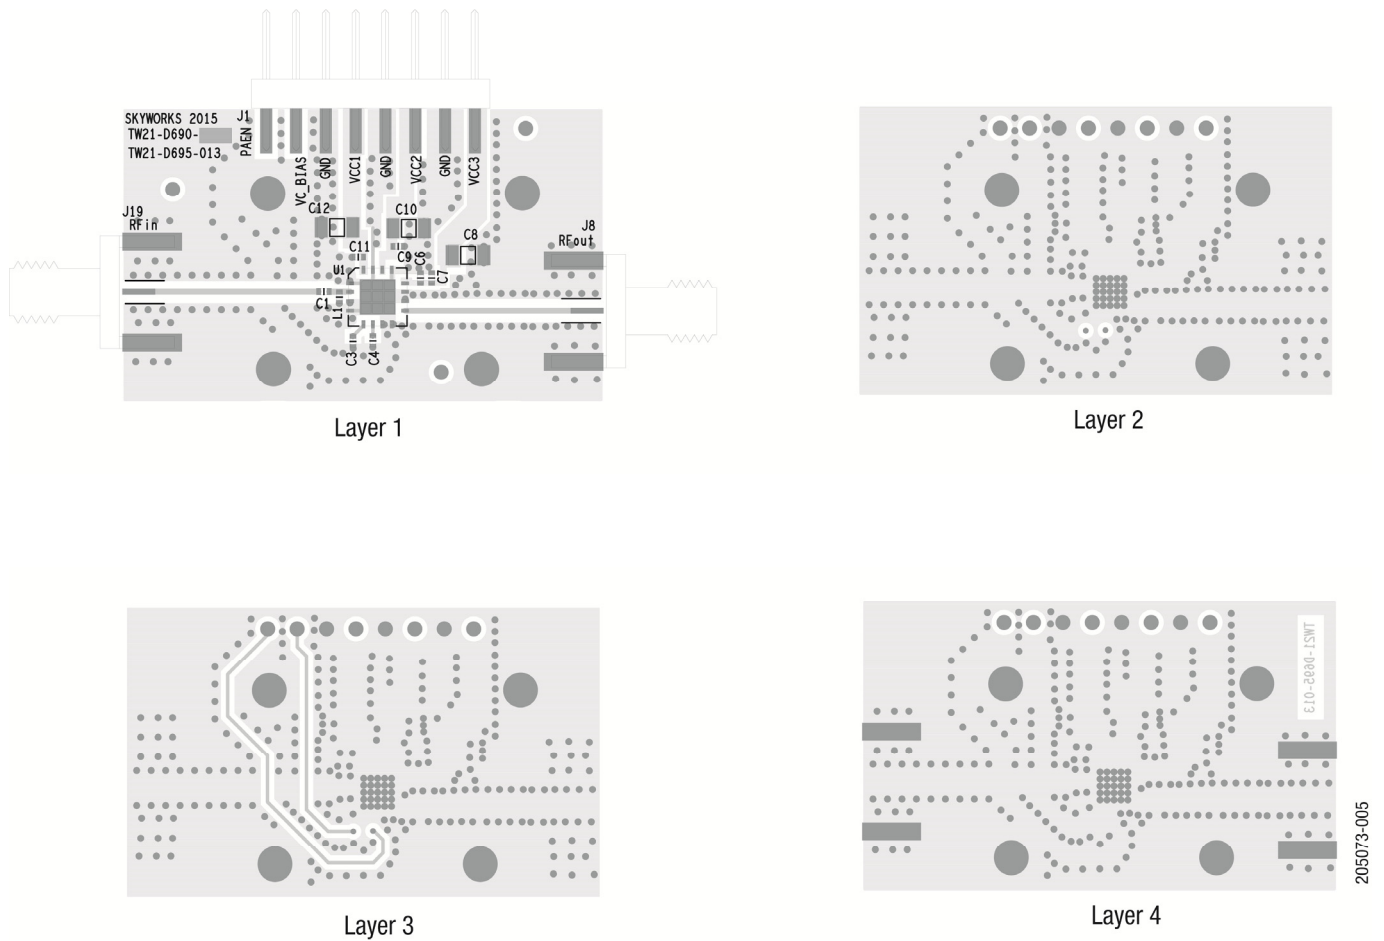 SKYWORKS 2015
TW21-D690-
TW21-D695-013
J1
PAEN
VC_BIAS
GND
VCC1
GND
VCC2
GND
VCC3
J19
RFin
C12
C10
C8
J8
RFout
C11
C9
C6
C7
U1
C1
L1
C3
C4
Layer 1
Layer 2
Layer 3
TW21-D695-013
Layer 4
205073-005